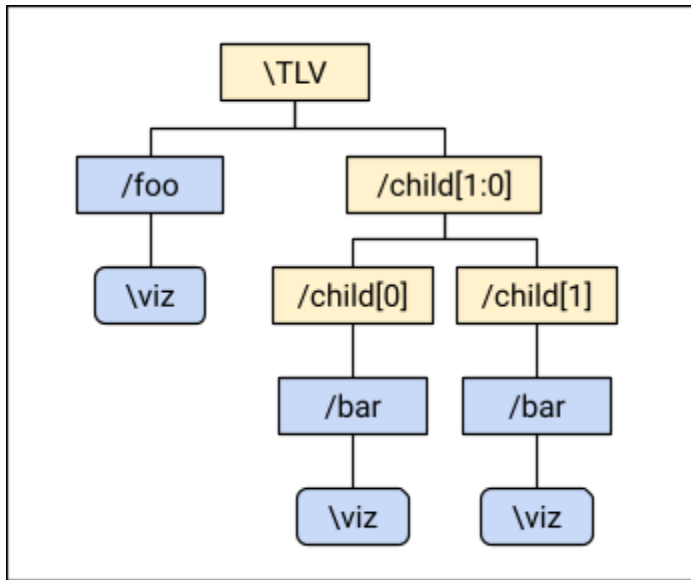 \TLV
/foo
/child[1:0]
\viz
/child[0]
/child[1]
/bar
/bar
\viz
\viz